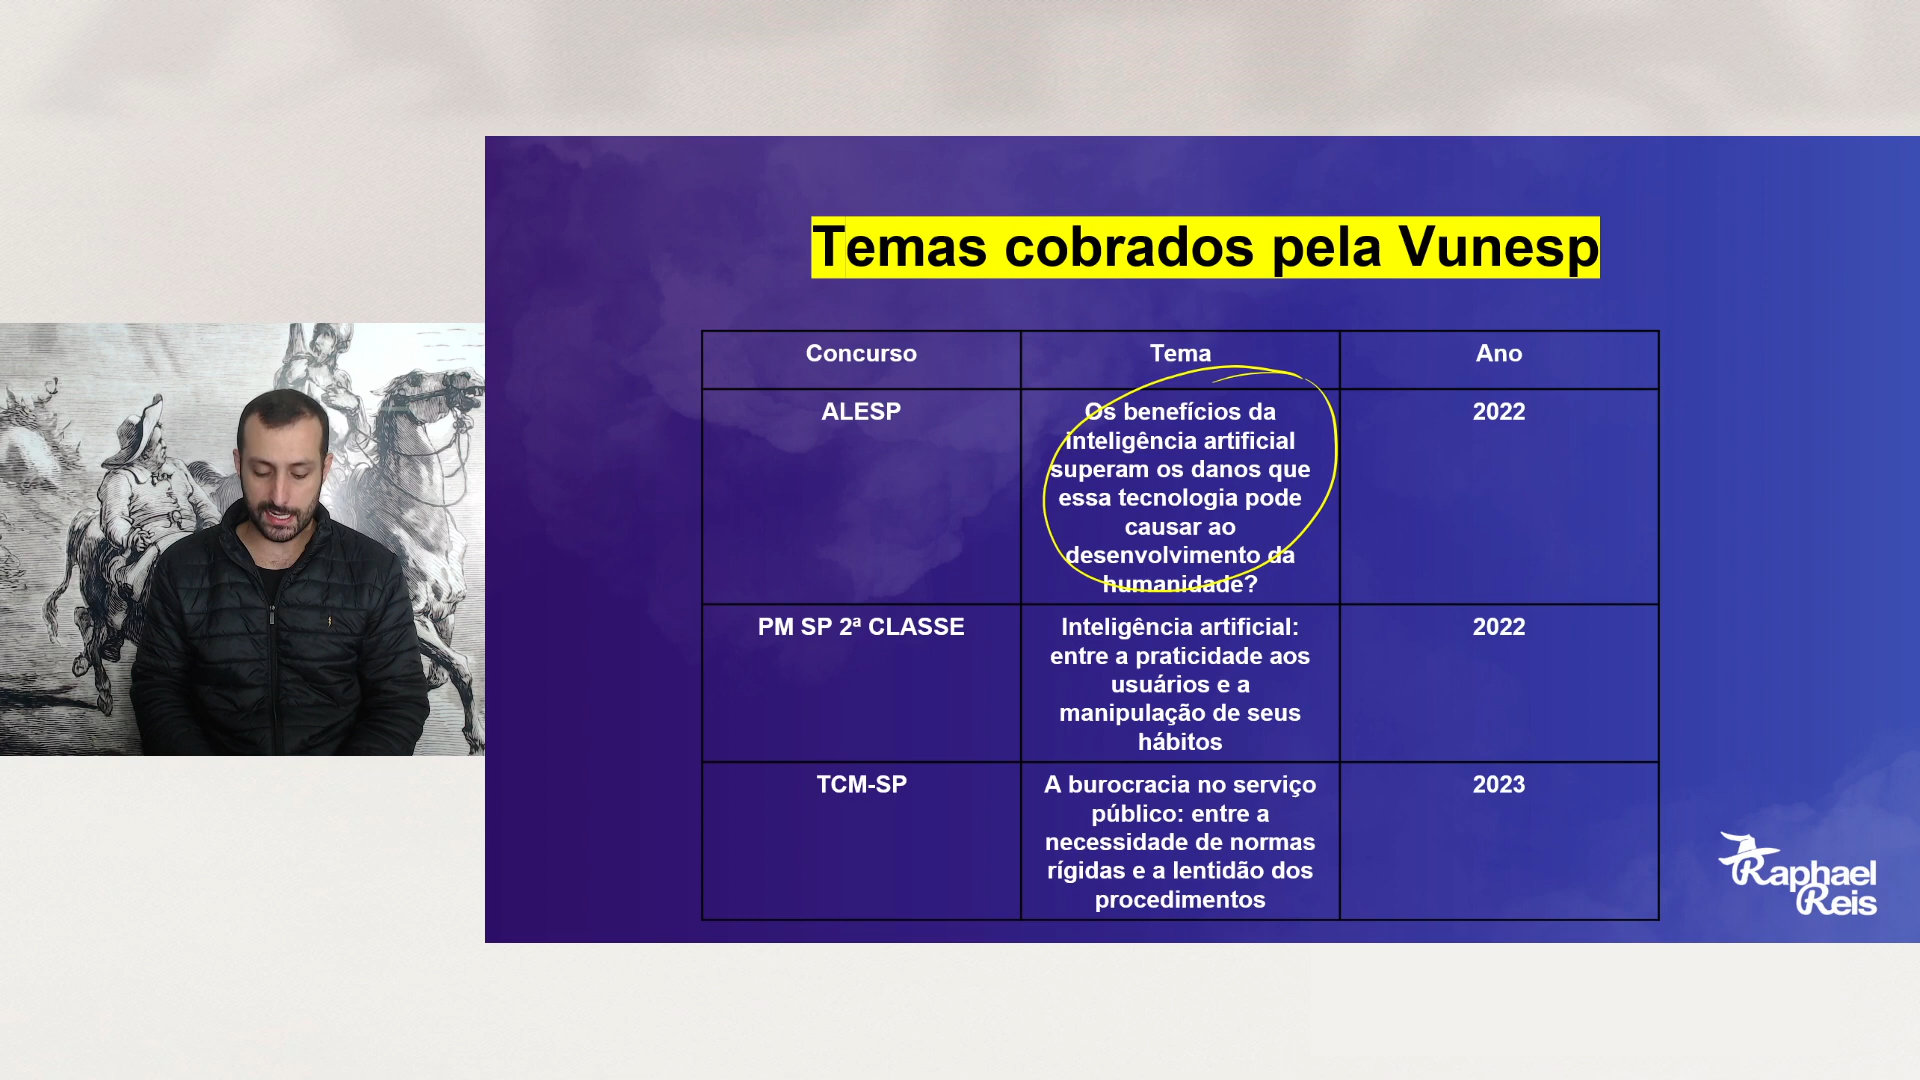 Temas cobrados pela Vunesp
Concurso
Tema
Ano
ALESP
Os benefícios da
inteligência artificial
superam os danos que
essa tecnologia pode
causar ao
desenvolvimento da
humanidade?
2022
PM SP 2ª CLASSE
Inteligência artificial:
entre a praticidade aos
usuários e a
manipulação de seus
hábitos
2022
TCM-SP
A burocracia no serviço
público: entre a
necessidade de normas
rígidas e a lentidão dos
procedimentos
2023
Raphael
Reis